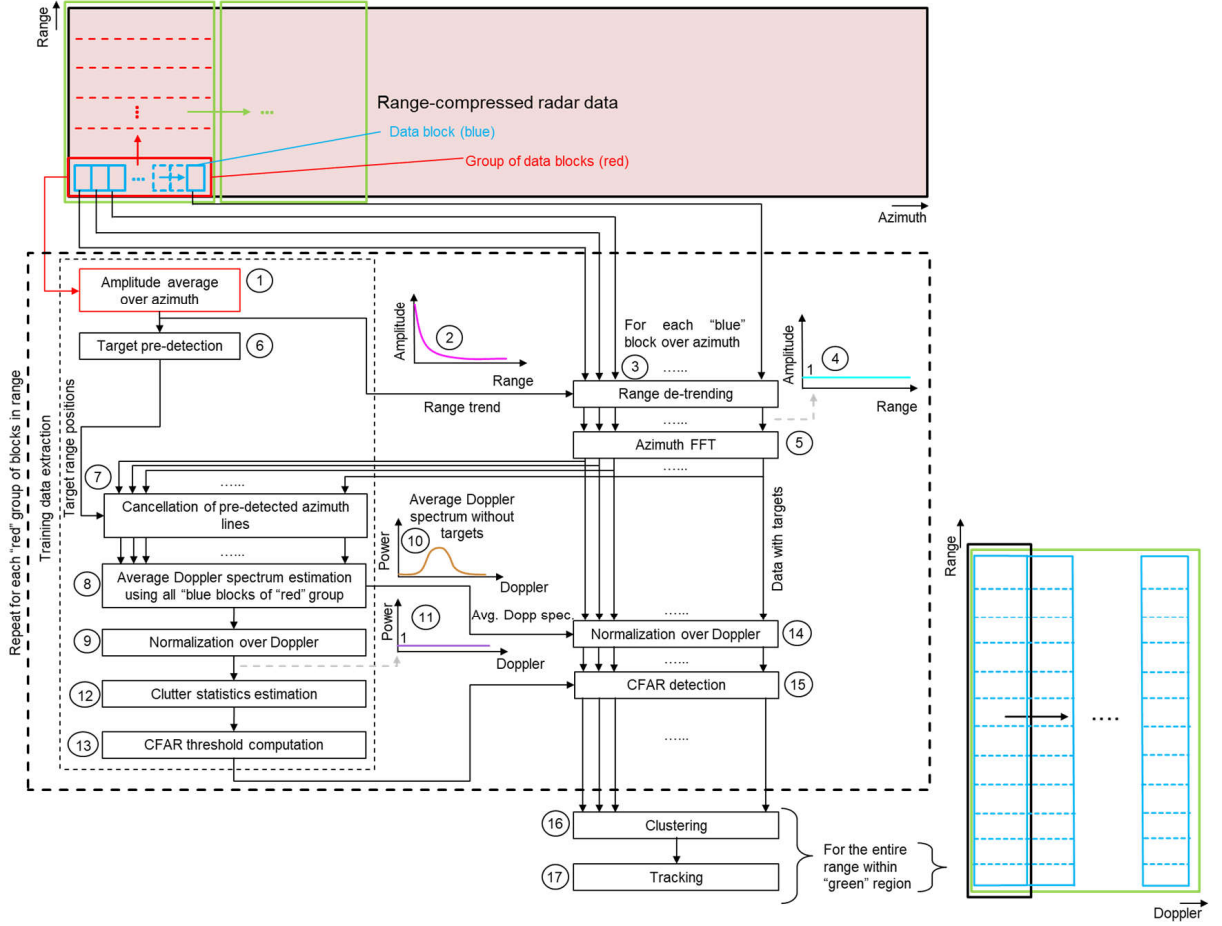 Range
Range-compressed radar data
Data block (blue)
Group of data blocks (red)
...
...
...
Azimuth
Repeat for each “red” group of blocks in range
Training data extraction
Target range positions
Amplitude average
over azimuth
1
Target pre-detection
6
Amplitude
2
Range
Range trend
For each “blue”
block over azimuth
3
......
Range de-trending
......
Amplitude
1
4
Range
Azimuth FFT
5
......
7
......
Cancellation of pre-detected azimuth
lines
......
8
Average Doppler spectrum estimation
using all “blue blocks of “red” group
Average Doppler
spectrum without
targets
10
Power
Doppler
Avg. Dopp spec.
Data with targets
9
Normalization over Doppler
Power
11
1
Doppler
......
Normalization over Doppler
14
......
12
Clutter statistics estimation
CFAR detection
15
13
CFAR threshold computation
......
16
Clustering
17
Tracking
For the entire
range within
“green” region
Range
....
Doppler